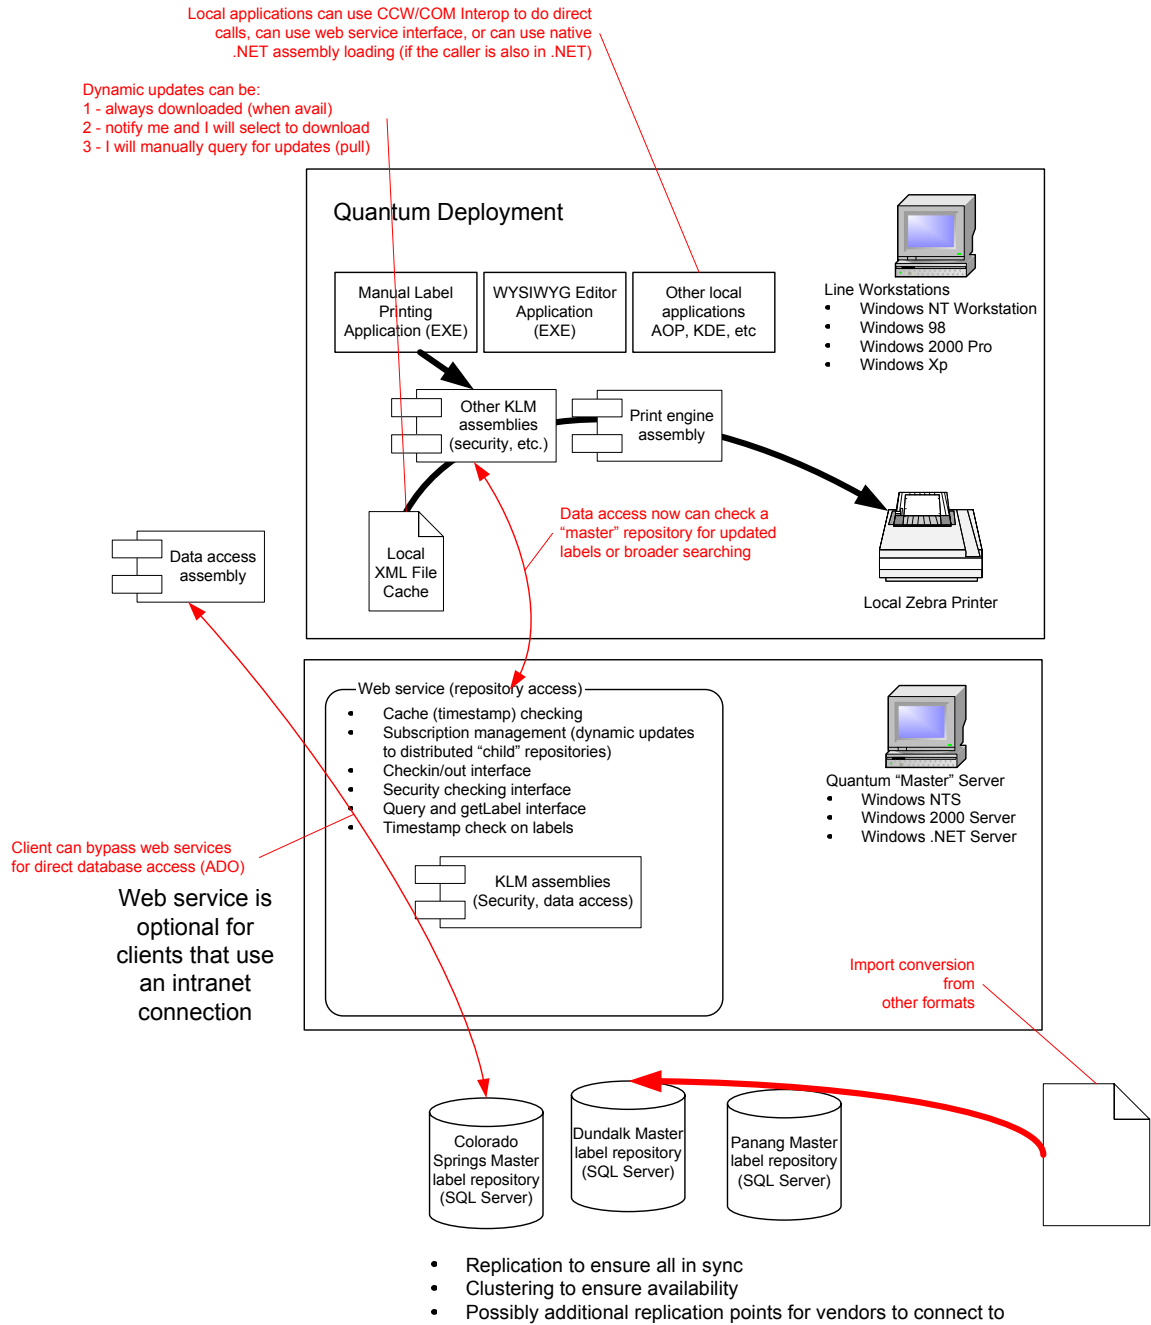 Local applications can use CCW/COM Interop to do direct
calls, can use web service interface, or can use native
.NET assembly loading (if the caller is also in .NET)
Dynamic updates can be:
1 - always downloaded (when avail)
2 - notify me and I will select to download
3 - I will manually query for updates (pull)
Quantum Deployment
Manual Label
Printing
Application (EXE)
WYSIWYG Editor
Application
(EXE)
Other local
applications
AOP, KDE, etc
Line Workstations
• Windows NT Workstation
• Windows 98
• Windows 2000 Pro
• Windows Xp
Other KLM
assemblies
(security, etc.)
Print engine
assembly
Data access now can check a
“master” repository for updated
labels or broader searching
Data access
assembly
Local
XML File
Cache
Local Zebra Printer
Web service (repository access)
• Cache (timestamp) checking
• Subscription management (dynamic updates
to distributed “child” repositories)
• Checkin/out interface
• Security checking interface
• Query and getLabel interface
• Timestamp check on labels
Quantum “Master” Server
• Windows NTS
• Windows 2000 Server
• Windows .NET Server
Client can bypass web services
for direct database access (ADO)
KLM assemblies
(Security, data access)
Web service is
optional for
clients that use
an intranet
connection
Import conversion
from
other formats
Colorado
Springs Master
label repository
(SQL Server)
Dundalk Master
label repository
(SQL Server)
Panang Master
label repository
(SQL Server)
• Replication to ensure all in sync
• Clustering to ensure availability
• Possibly additional replication points for vendors to connect to